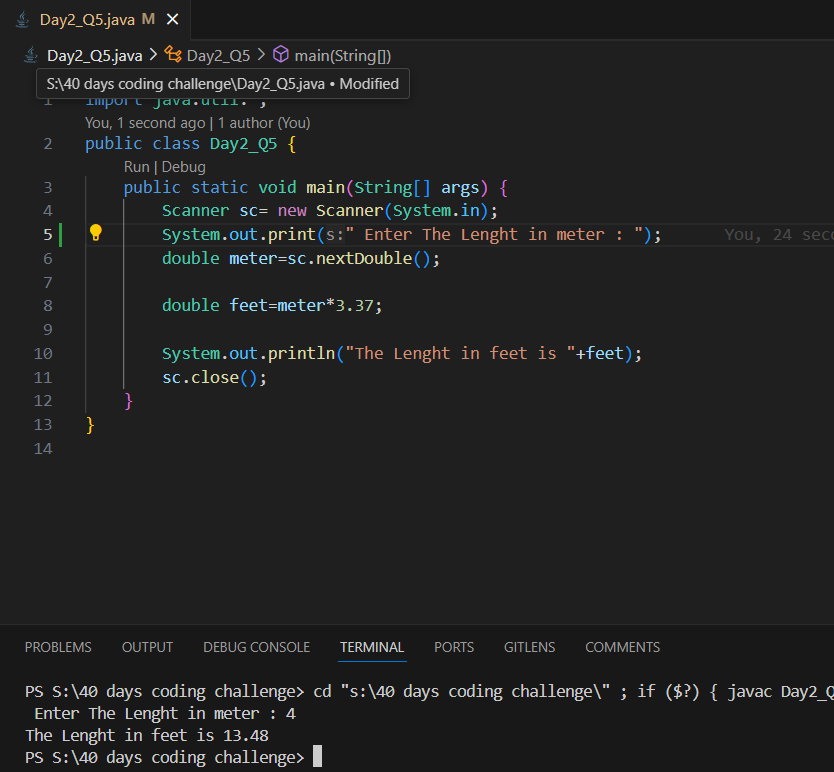 Day2_Q5.java M
Day2_Q5.java > Day2_Q5 > main(String[])
S:\40 days coding challenge\Day2_Q5.java • Modified
1 import java.util. ;
You, 1 second ago | 1 author (You)
2 public class Day2_Q5 {
Run | Debug
3 public static void main(String[] args) {
4 Scanner sc= new Scanner(System.in);
5 System.out.print(s:" Enter The Lenght in meter : "); You, 24 seco
6 double meter=sc.nextDouble();
7
8 double feet=meter*3.37;
9
10 System.out.println("The Lenght in feet is "+feet);
11 sc.close();
12 }
13 }
14
PROBLEMS OUTPUT DEBUG CONSOLE TERMINAL PORTS GITLENS COMMENTS
PS S:\40 days coding challenge> cd "s:\40 days coding challenge\" ; if ($?) { javac Day2_Q
Enter The Lenght in meter : 4
The Lenght in feet is 13.48
PS S:\40 days coding challenge>